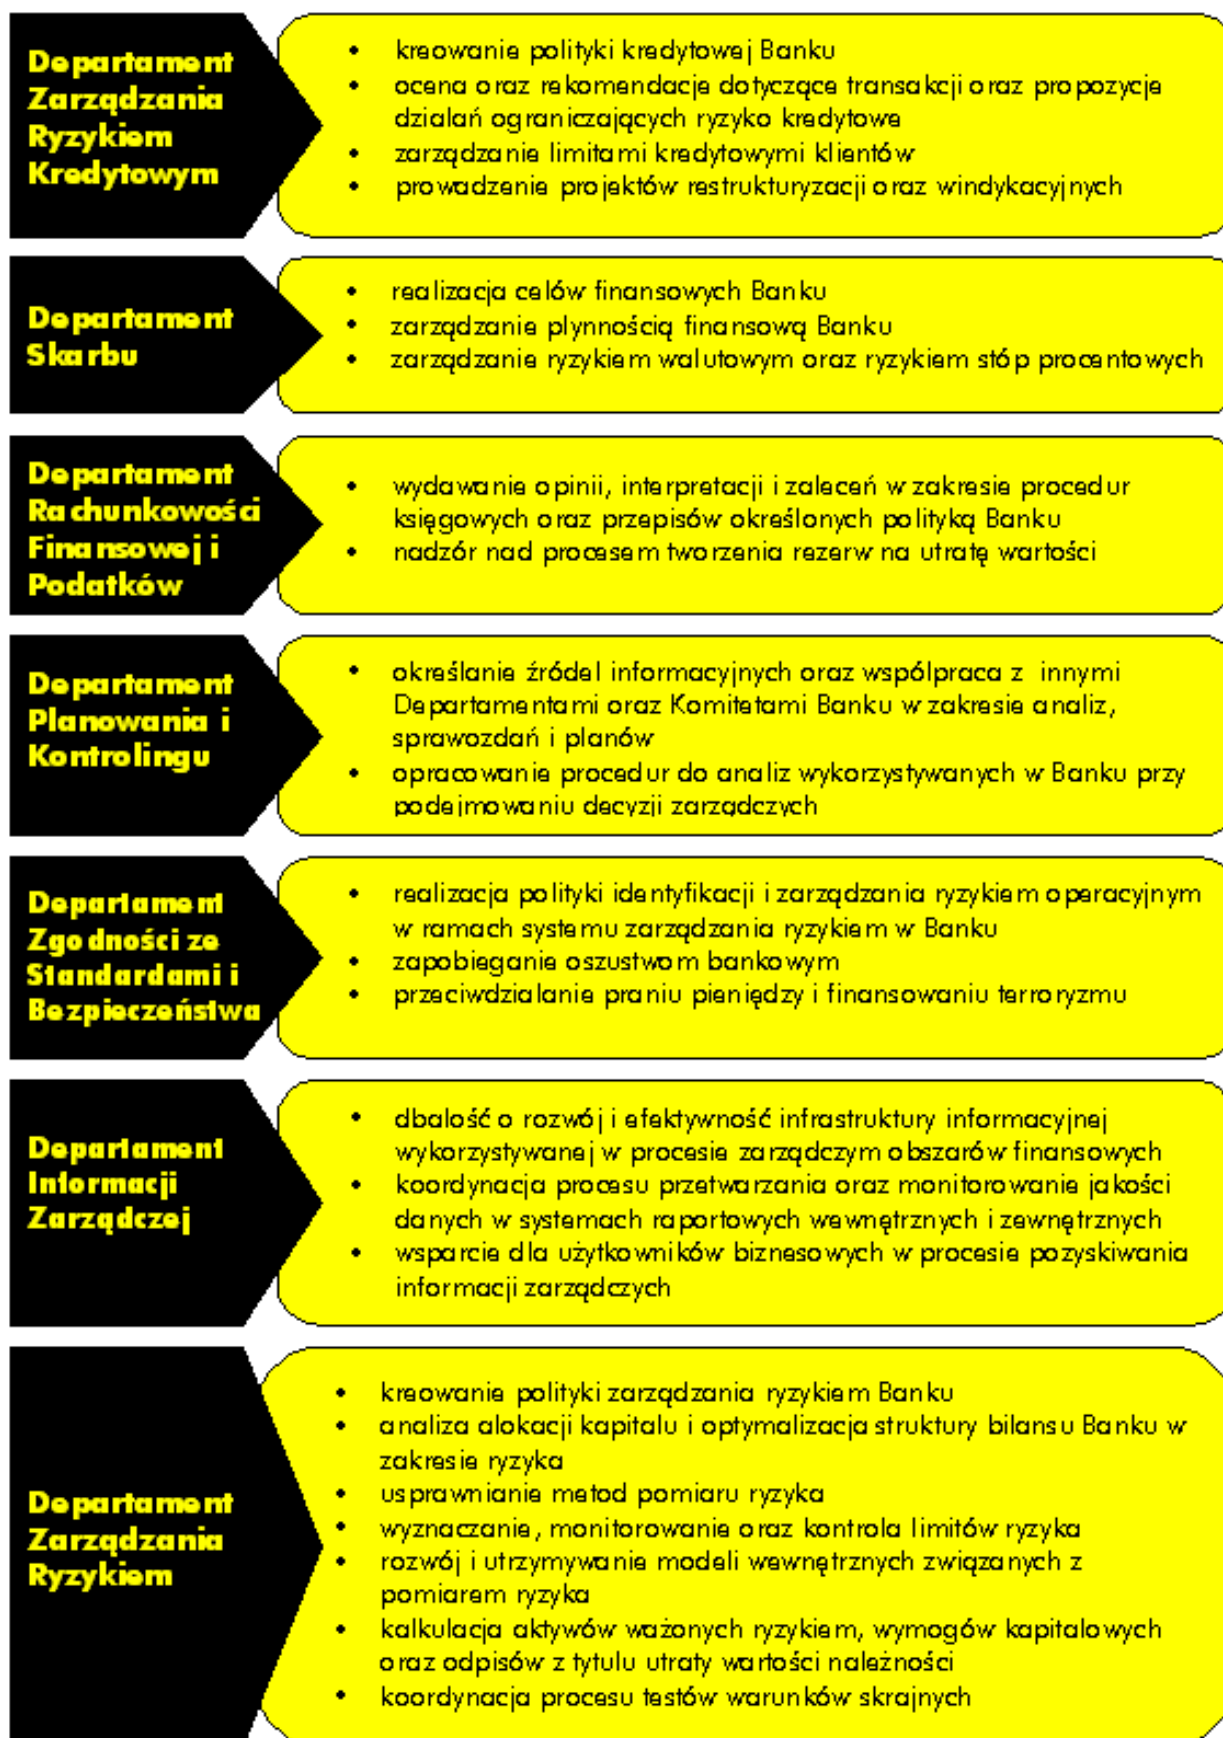 Departament
Zarządzania
Ryzykiem
Kredytowym
• kreowanie polityki kredytowej Banku
• ocena oraz rekomendacje dotyczące transakcji oraz propozycje
dzialań ograniczających ryzyko kredytowe
• zarządzanie limitami kredytowymi klientów
• prowadzenie projektów restrukturyzacji oraz windykacyjnych
Departament
Skarbu
• realizacja celów finansowych Banku
• zarządzanie plynnością finansową Banku
• zarządzanie ryzykiem walutowym oraz ryzykiem stóp procentowych
Departament
Rachunkowości
Finansowej i
Podatków
• wydawanie opinii, interpretacji i zaleceń w zakresie procedur
księgowych oraz przepisów określonych polityką Banku
• nadzór nad procesem tworzenia rezerw na utratę wartości
Departament
Planowania i
Kontrolingu
• określanie źródel informacyjnych oraz wspólpraca z innymi
Departamentami oraz Komitetami Banku w zakresie analiz,
sprawozdań i planów
• opracowanie procedur do analiz wykorzystywanych w Banku przy
podejmowaniu decyzji zarządczych
Departament
Zgodności ze
Standardami i
Bezpieczeństwa
• realizacja polityki identyfikacji i zarządzania ryzykiem operacyjnym
w ramach systemu zarządzania ryzykiem w Banku
• zapobieganie oszustwom bankowym
• przeciwdzialanie praniu pieniędzy i finansowaniu terroryzmu
Departament
Informacji
Zarządczej
• dbalość o rozwój i efektywność infrastruktury informacyjnej
wykorzystywanej w procesie zarządczym obszarów finansowych
• koordynacja procesu przetwarzania oraz monitorowanie jakości
danych w systemach raportowych wewnętrznych i zewnętrznych
• wsparcie dla użytkowników biznesowych w procesie pozyskiwania
informacji zarządczych
Departament
Zarządzania
Ryzykiem
• kreowanie polityki zarządzania ryzykiem Banku
• analiza alokacji kapitalu i optymalizacja struktury bilansu Banku w
zakresie ryzyka
• usprawnianie metod pomiaru ryzyka
• wyznaczanie, monitorowanie oraz kontrola limitów ryzyka
• rozwój i utrzymywanie modeli wewnętrznych związanych z
pomiarem ryzyka
• kalkulacja aktywów ważonych ryzykiem, wymogów kapitalowych
oraz odpisów z tytulu utraty wartości należności
• koordynacja procesu testów warunków skrajnych